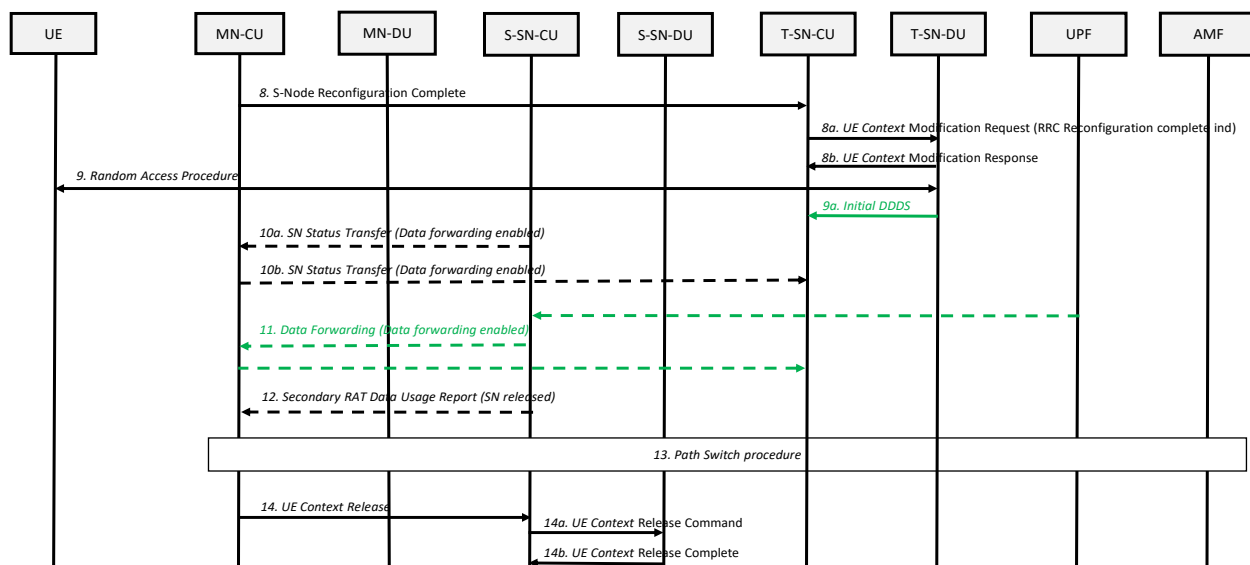 UE
MN-CU
MN-DU
S-SN-CU
S-SN-DU
T-SN-CU
T-SN-DU
UPF
AMF
8. S-Node Reconfiguration Complete
8a. UE Context Modification Request (RRC Reconfiguration complete ind)
8b. UE Context Modification Response
9. Random Access Procedure
9a. Initial DDDS
10a. SN Status Transfer (Data forwarding enabled)
10b. SN Status Transfer (Data forwarding enabled)
11. Data Forwarding (Data forwarding enabled)
12. Secondary RAT Data Usage Report (SN released)
13. Path Switch procedure
14. UE Context Release
14a. UE Context Release Command
14b. UE Context Release Complete